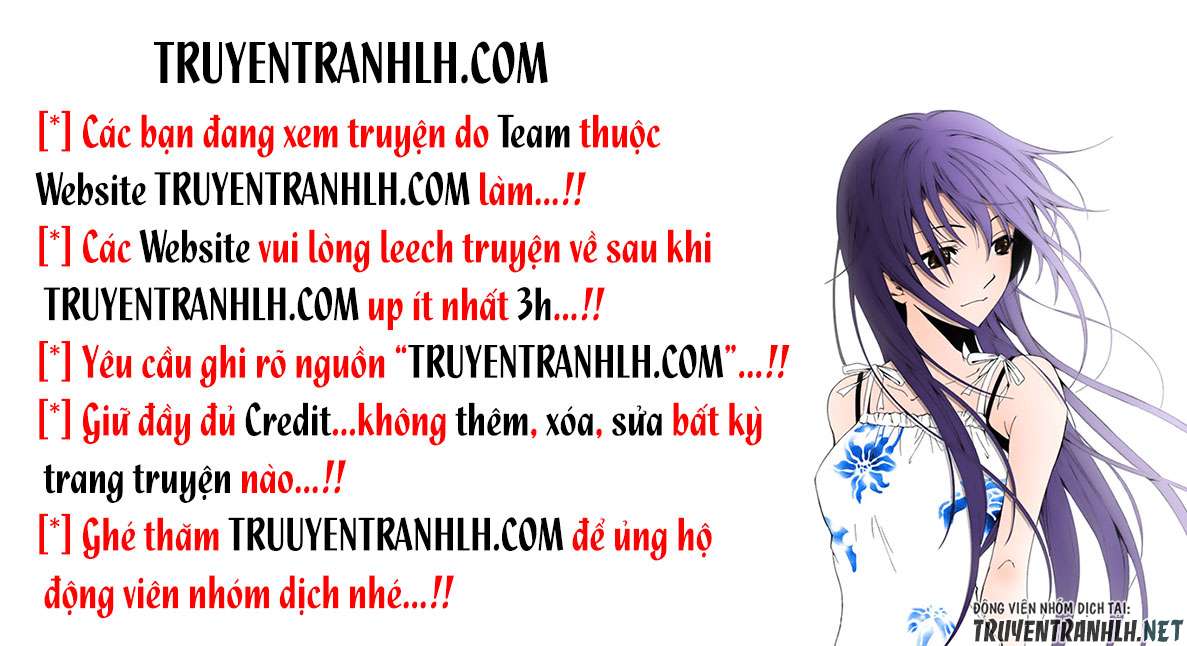 TRUYENTRANHLH.COM
[*] Các bạn đang xem truyện do Team thuộc
Website TRUYENTRANHLH.COM làm...!!
[*] Các Website vui lòng leech truyện về sau khi
TRUYENTRANHLH.COM up ít nhất 3h...!!
[*] Yêu cầu ghi rõ nguồn “TRUYENTRANHLH.COM”...!!
[*] Giữ đầy đủ Credit...không thêm, xóa, sửa bất kỳ
trang truyện nào...!!
[*] Ghé thăm TRUUYENTRANHLH.COM để ủng hộ
động viên nhóm dịch nhé...!!
ĐỘNG VIÊN NHÓM DỊCH TẠI:
TRUYENTRANHLH.NET